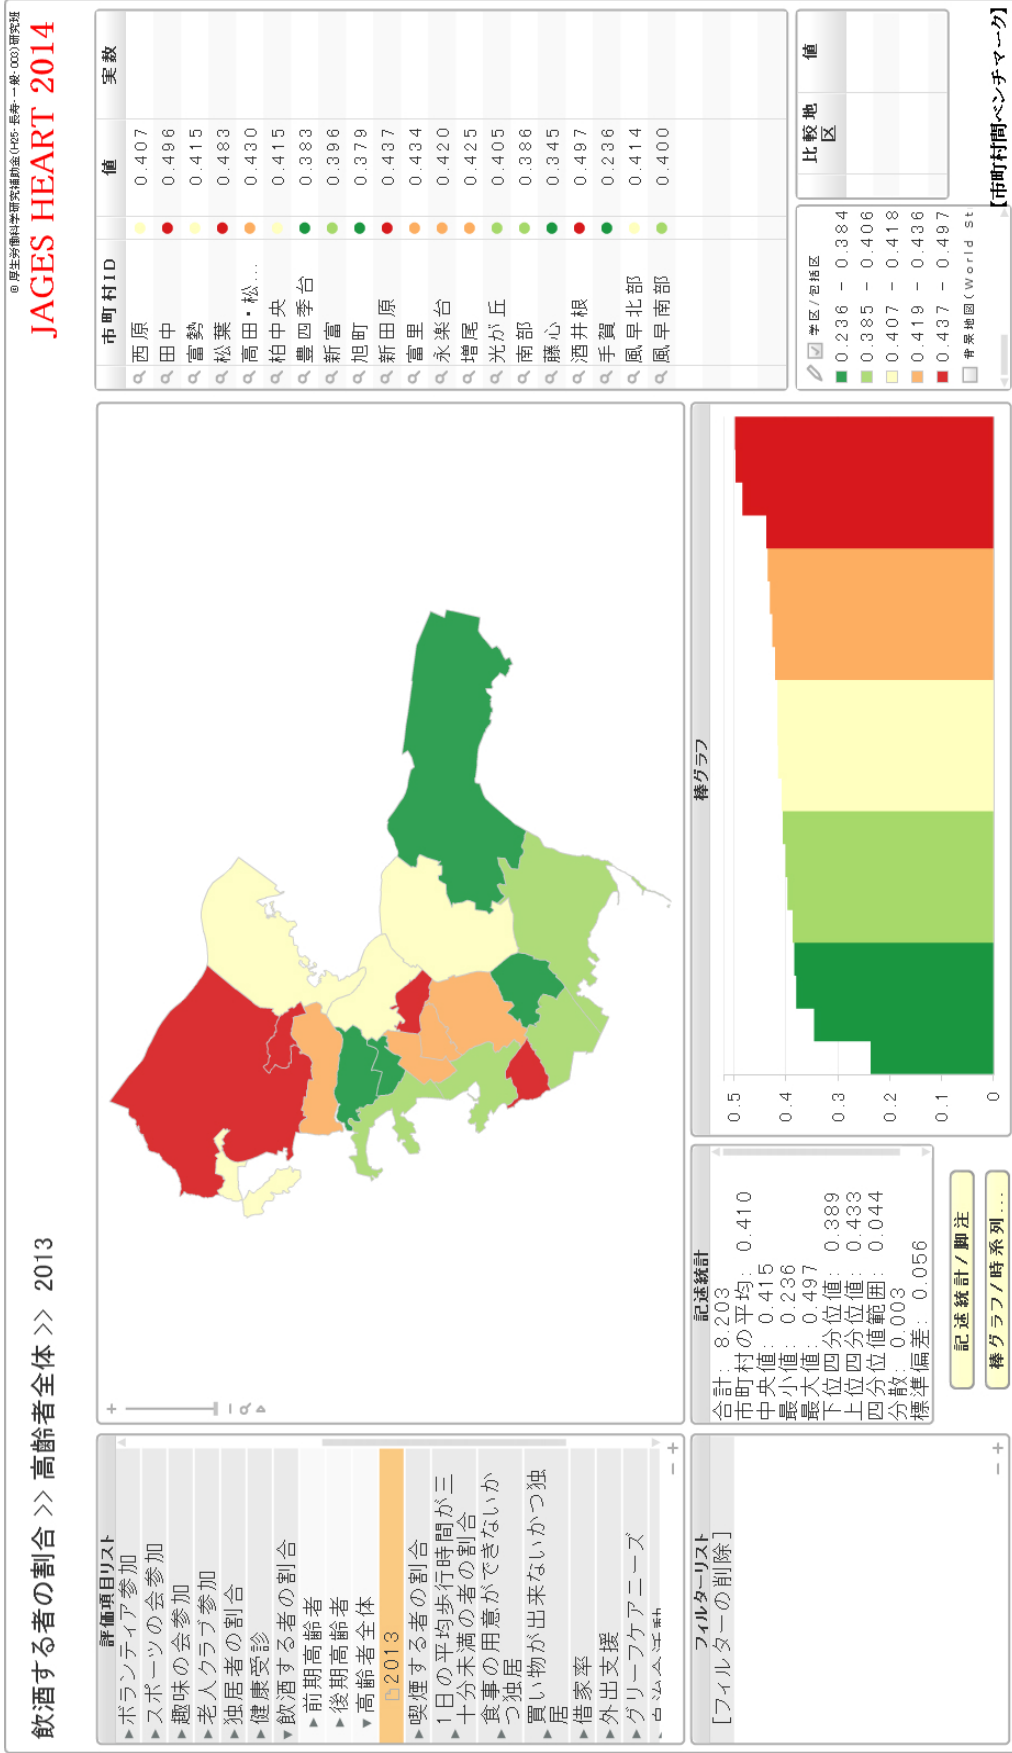 飲酒する者の割合 >> 高齢者全体 >> 2013
JAGES HEART 2014
評価項目リスト
▸ボランティア参加
▸スポーツの会参加
▸趣味の会参加
▸老人クラブ参加
▸独居者の割合
▸健康受診
▾飲酒する者の割合
▸前期高齢者
▸後期高齢者
▾高齢者全体
2013
▸喫煙する者の割合
▸1日の平均歩行時間が三
十分未満の者の割合
▸食事の用意ができないか
つ独居
▸買い物が出来ないかつ独
居
▸借家率
▸外出支援
▸グリーフケアニーズ
− +
フィルターリスト
[フィルターの削除]
− +
市町村ID 値 実数
西原 0.407
田中 0.496
富勢 0.415
松葉 0.483
高田・松... 0.430
柏中央 0.415
豊四季台 0.383
新富 0.396
旭町 0.379
新田原 0.437
富里 0.434
永楽台 0.420
増尾 0.425
光が丘 0.405
南部 0.386
藤心 0.345
酒井根 0.497
手賀 0.236
風早北部 0.414
風早南部 0.400
記述統計
合計: 8.203
市町村の平均: 0.410
中央値: 0.415
最小値: 0.236
最大値: 0.497
下位四分位値: 0.389
上位四分位値: 0.433
四分位値範囲: 0.044
分散: 0.003
標準偏差: 0.056
記述統計/脚注
棒グラフ/時系列...
棒グラフ
0.5
0.4
0.3
0.2
0.1
0
学区/包括区
0.236 - 0.384
0.385 - 0.406
0.407 - 0.418
0.419 - 0.436
0.437 - 0.497
背景地図(World St
比較地区 値
【市町村間ベンチマーク】